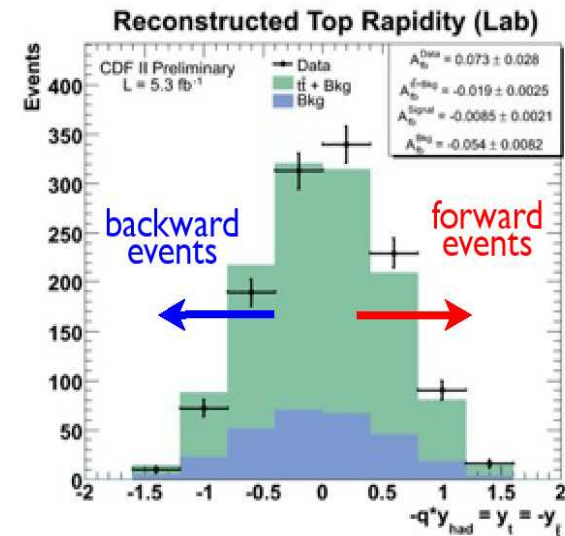 Reconstructed Top Rapidity (Lab)
Events
CDF II Preliminary
L = 5.3 fb⁻¹
Data
tt̄ + Bkg
Bkg
A_fb^Data = 0.073 ± 0.028
A_fb^tt̄+Bkg = -0.019 ± 0.0025
A_fb^Signal = -0.0085 ± 0.0021
A_fb^Bkg = -0.054 ± 0.0082
400
350
300
250
200
150
100
50
0
backward
events
forward
events
-2 -1.5 -1 -0.5 0 0.5 1 1.5 2
-q*y_had = y_t = -y_t̄